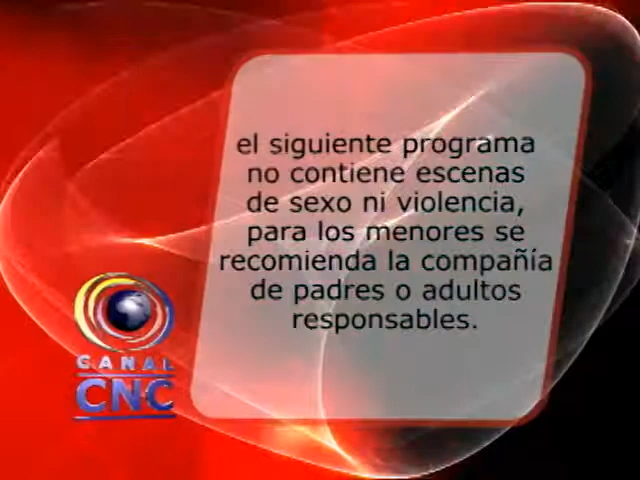 el siguiente programa
no contiene escenas
de sexo ni violencia,
para los menores se
recomienda la compañía
de padres o adultos
responsables.
CANAL
CNC